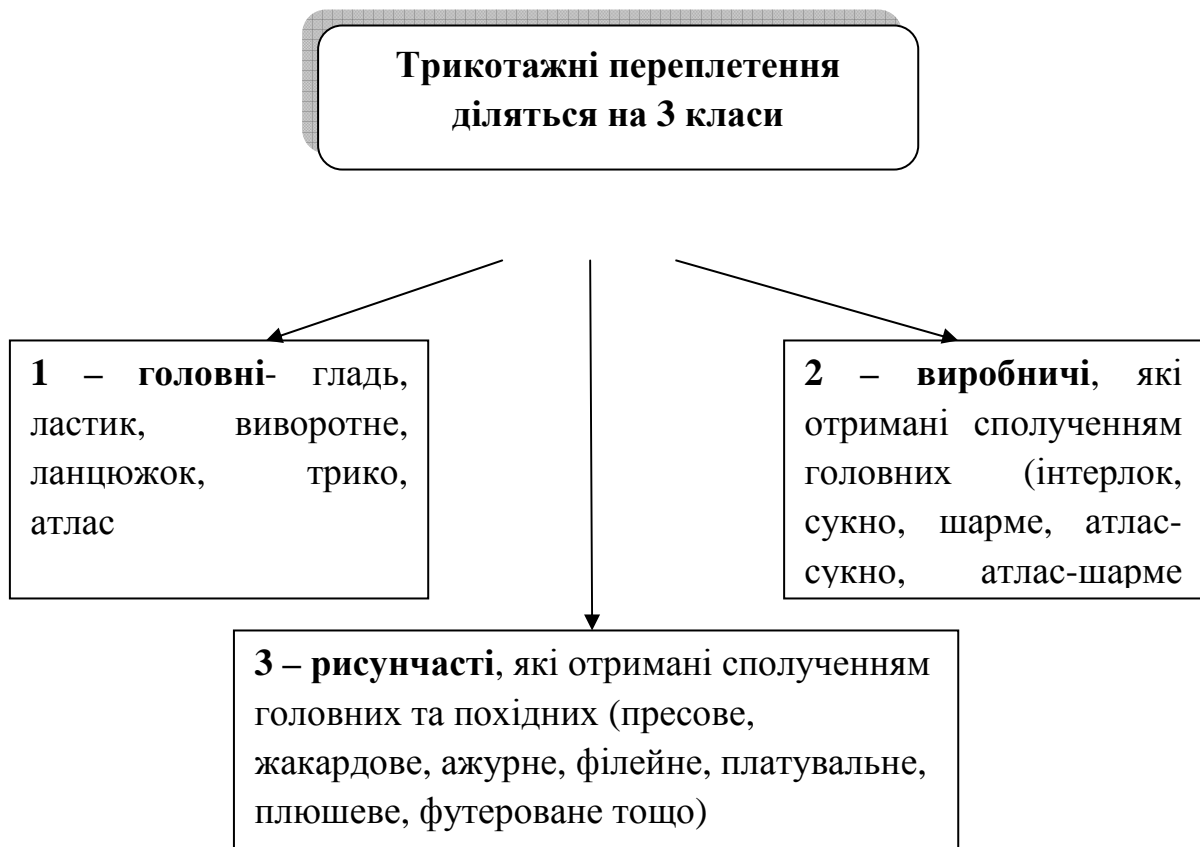 Трикотажні переплетення
діляться на 3 класи
1 – головні- гладь,
ластик, виворотне,
ланцюжок, трико,
атлас
2 – виробничі, які
отримані сполученням
головних (інтерлок,
сукно, шарме, атлас-
сукно, атлас-шарме
3 – рисунчасті, які отримані сполученням
головних та похідних (пресове,
жакардове, ажурне, філейне, платувальне,
плюшеве, футероване тощо)